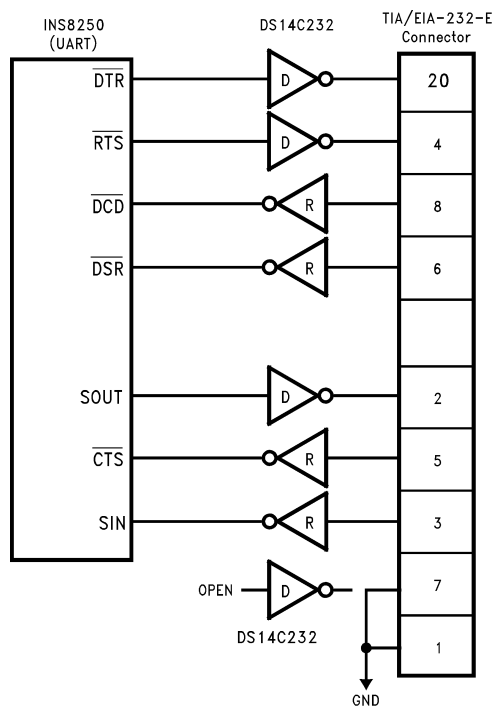 INS8250
(UART)
DS14C232
TIA/EIA-232-E
Connector
DTR
D
20
RTS
D
4
DCD
R
8
DSR
R
6
SOUT
D
2
CTS
R
5
SIN
R
3
OPEN
D
7
DS14C232
1
GND